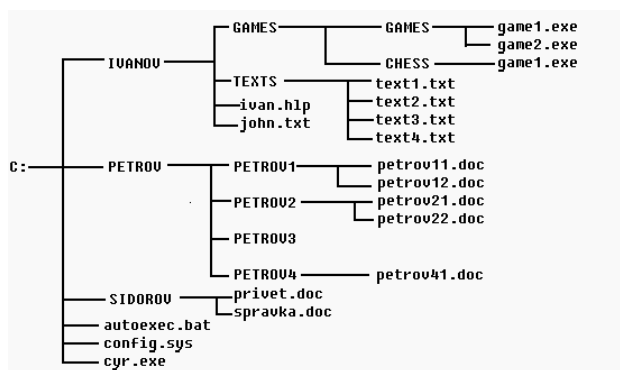 GAMES GAMES game1.exe
game2.exe
IVANOV CHESS game1.exe
TEXTS text1.txt
text2.txt
ivan.hlp
text3.txt
john.txt
text4.txt
C: PETROV PETROV1 petrov11.doc
petrov12.doc
PETROV2 petrov21.doc
petrov22.doc
PETROV3
PETROV4 petrov41.doc
SIDOROV privet.doc
spravka.doc
autoexec.bat
config.sys
cyr.exe